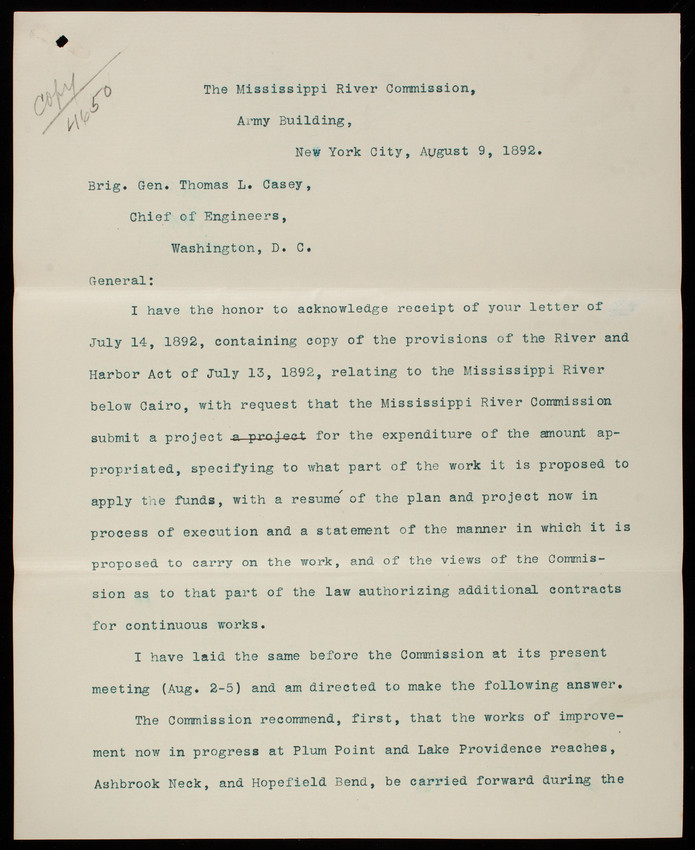 copy
4650
The Mississippi River Commission,
Army Building,
New York City, August 9, 1892.
Brig. Gen. Thomas L. Casey,
Chief of Engineers,
Washington, D. C.
General:
I have the honor to acknowledge receipt of your letter of
July 14, 1892, containing copy of the provisions of the River and
Harbor Act of July 13, 1892, relating to the Mississippi River
below Cairo, with request that the Mississippi River Commission
submit a project a project for the expenditure of the amount ap-
propriated, specifying to what part of the work it is proposed to
apply the funds, with a resumé of the plan and project now in
process of execution and a statement of the manner in which it is
proposed to carry on the work, and of the views of the Commis-
sion as to that part of the law authorizing additional contracts
for continuous works.
I have laid the same before the Commission at its present
meeting (Aug. 2-5) and am directed to make the following answer.
The Commission recommend, first, that the works of improve-
ment now in progress at Plum Point and Lake Providence reaches,
Ashbrook Neck, and Hopefield Bend, be carried forward during the